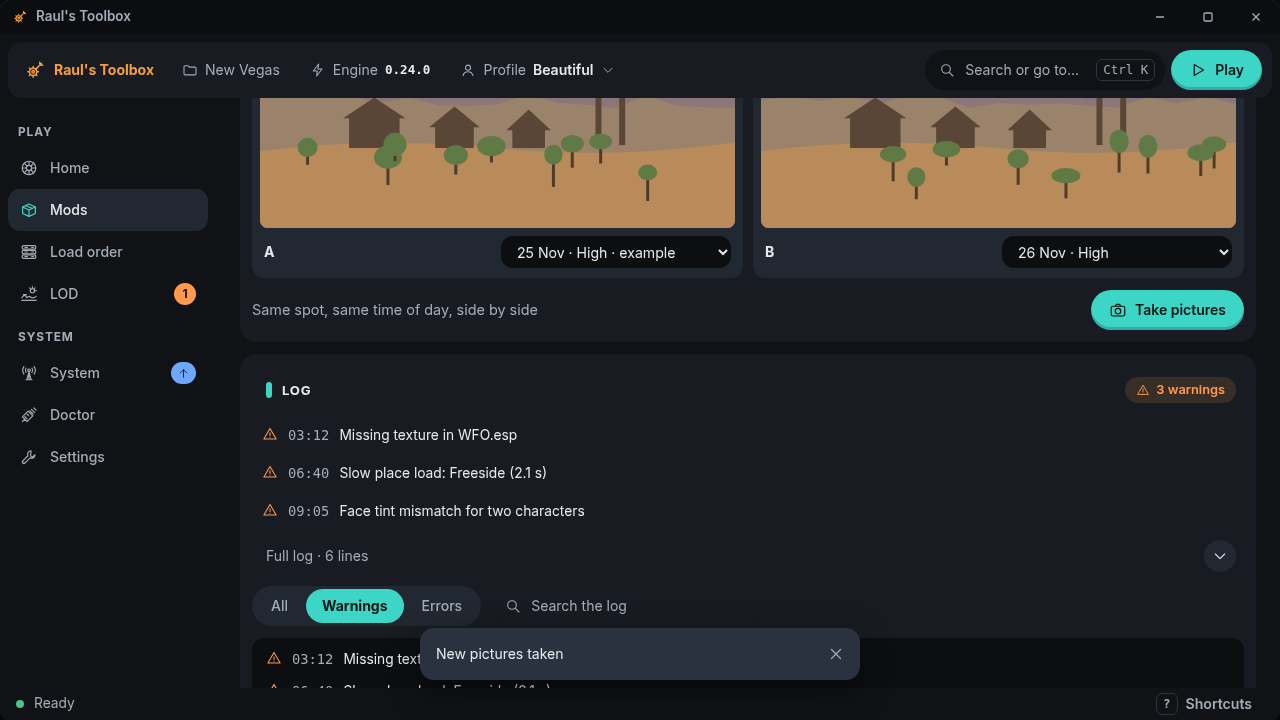 Raul's Toolbox
Raul's Toolbox
New Vegas
Engine 0.24.0
Profile Beautiful
Search or go to...
Ctrl K
Play
PLAY
Home
Mods
Load order
LOD
1
SYSTEM
System
Doctor
Settings
A
25 Nov · High · example
B
26 Nov · High
Same spot, same time of day, side by side
Take pictures
LOG
3 warnings
03:12 Missing texture in WFO.esp
06:40 Slow place load: Freeside (2.1 s)
09:05 Face tint mismatch for two characters
Full log · 6 lines
All
Warnings
Errors
Search the log
03:12 Missing text
New pictures taken
Ready
? Shortcuts